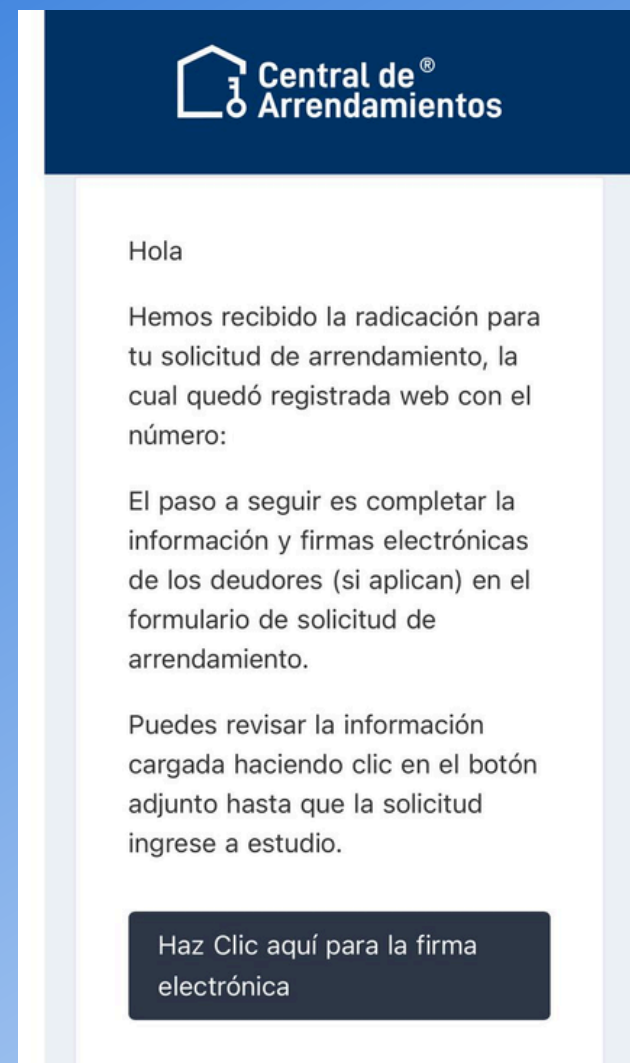 Central de ®
Arrendamientos
Hola
Hemos recibido la radicación para
tu solicitud de arrendamiento, la
cual quedó registrada web con el
número:
El paso a seguir es completar la
información y firmas electrónicas
de los deudores (si aplican) en el
formulario de solicitud de
arrendamiento.
Puedes revisar la información
cargada haciendo clic en el botón
adjunto hasta que la solicitud
ingrese a estudio.
Haz Clic aquí para la firma
electrónica